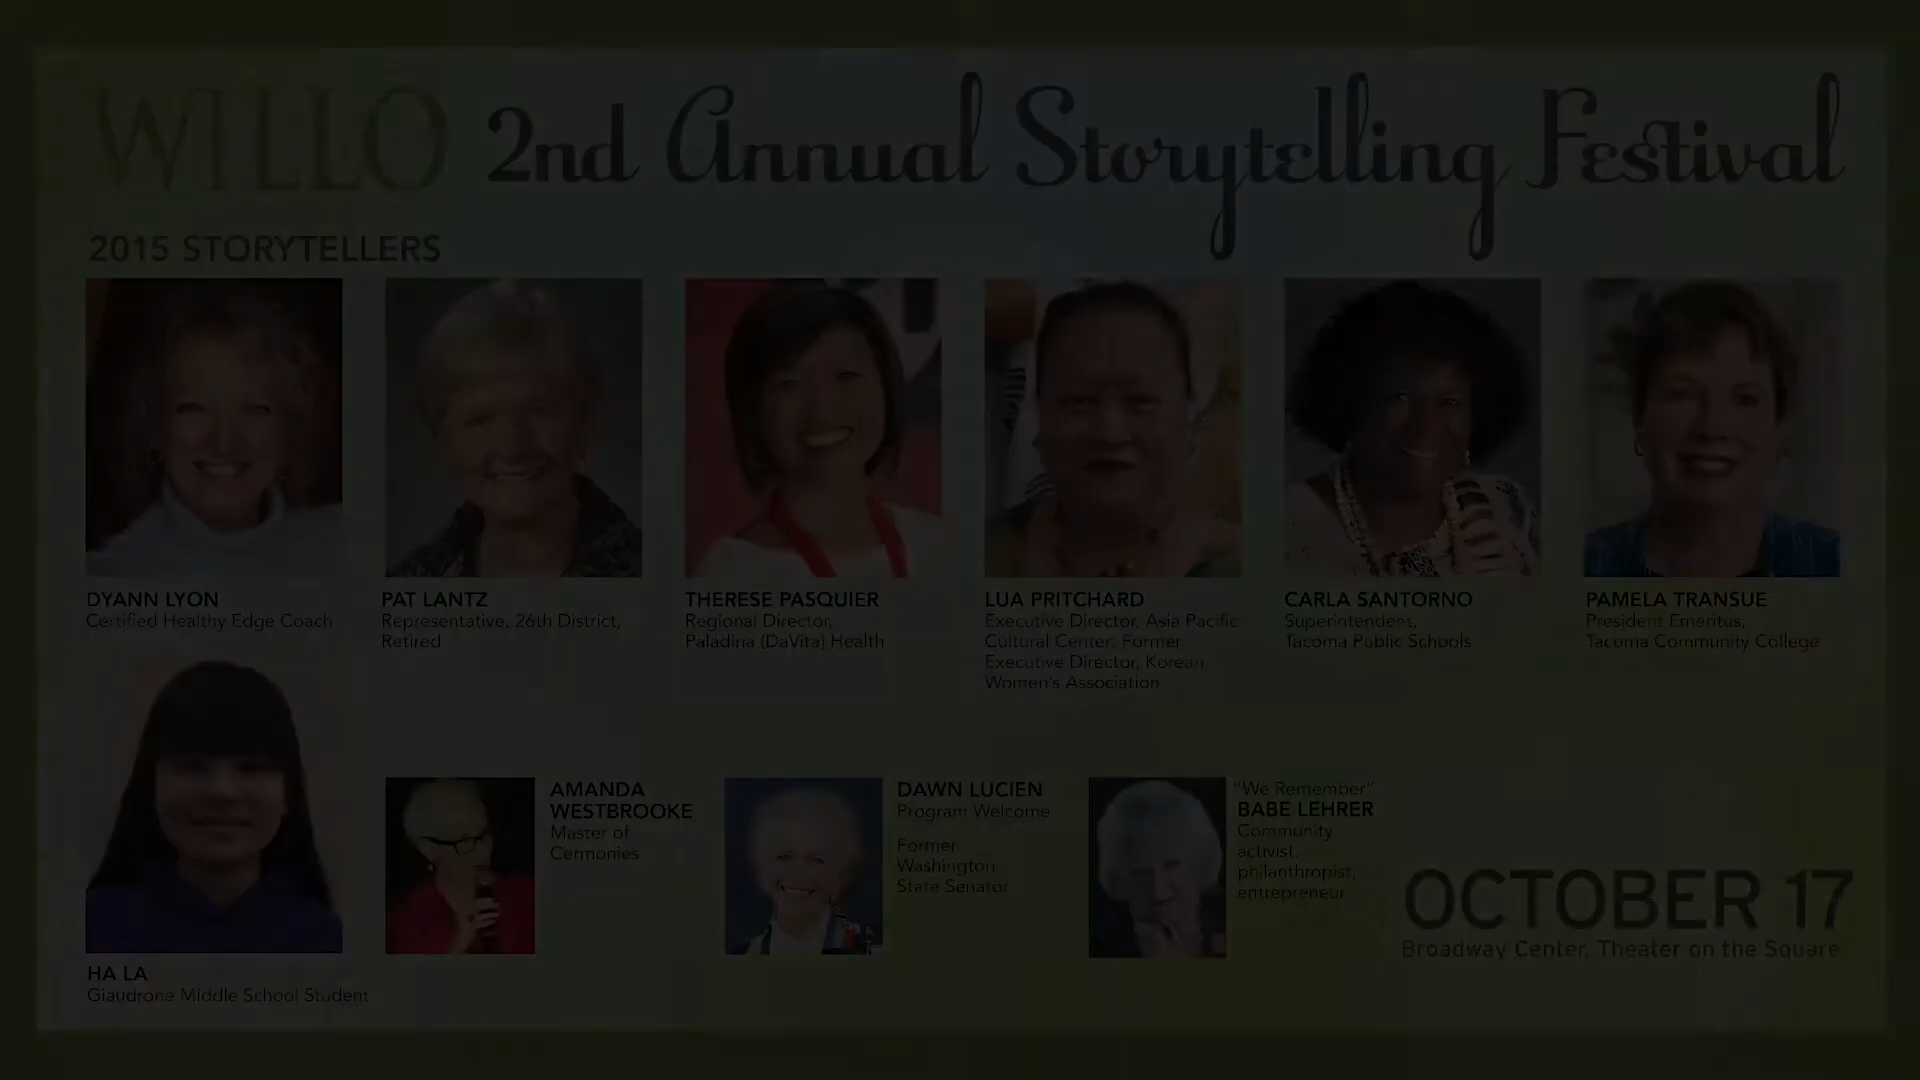 WILLO 2nd Annual Storytelling Festival
2015 STORYTELLERS
DYANN LYON
Certified Healthy Edge Coach
PAT LANTZ
Representative, 26th District,
Retired
THERESE PASQUIER
Regional Director,
Paladina (DaVita) Health
LUA PRITCHARD
Executive Director, Asia Pacific
Cultural Center; Former
Executive Director, Korean
Women's Association
CARLA SANTORNO
Superintendent,
Tacoma Public Schools
PAMELA TRANSUE
President Emeritus,
Tacoma Community College
HA LA
Giaudrone Middle School Student
AMANDA
WESTBROOKE
Master of
Cermonies
DAWN LUCIEN
Program Welcome
Former
Washington
State Senator
"We Remember"
BABE LEHRER
Community
activist,
philanthropist,
entrepreneur
OCTOBER 17
Broadway Center, Theater on the Square